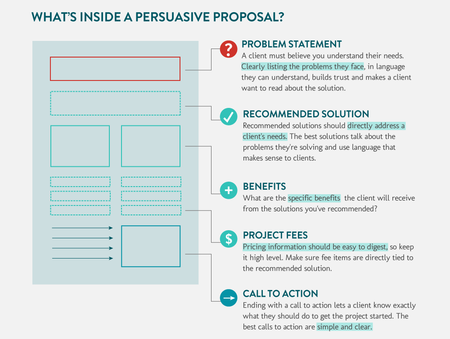 WHAT'S INSIDE A PERSUASIVE PROPOSAL?
?
PROBLEM STATEMENT
A client must believe you understand their needs.
Clearly listing the problems they face, in language
they can understand, builds trust and makes a client
want to read about the solution.
RECOMMENDED SOLUTION
Recommended solutions should directly address a
client's needs. The best solutions talk about the
problems they're solving and use language that
makes sense to clients.
BENEFITS
What are the specific benefits the client will receive
from the solutions you've recommended?
$
PROJECT FEES
Pricing information should be easy to digest, so keep
it high level. Make sure fee items are directly tied to
the recommended solution.
CALL TO ACTION
Ending with a call to action lets a client know exactly
what they should do to get the project started. The
best calls to action are simple and clear.